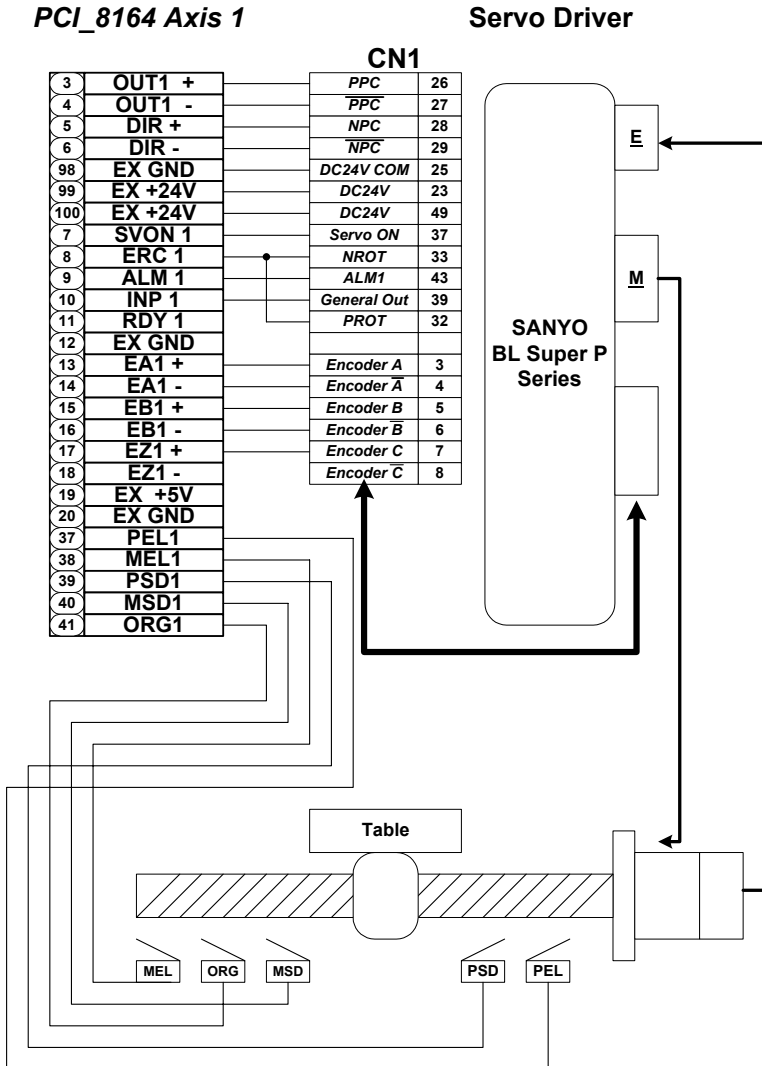 PCI_8164 Axis 1 Servo Driver
CN1
3 OUT1 + PPC 26
4 OUT1 - P̅P̅C̅ 27
5 DIR + NPC 28
6 DIR - N̅P̅C̅ 29
98 EX GND DC24V COM 25
99 EX +24V DC24V 23
100 EX +24V DC24V 49
7 SVON 1 Servo ON 37
8 ERC 1 NROT 33
9 ALM 1 ALM1 43
10 INP 1 General Out 39
11 RDY 1 PROT 32
12 EX GND
13 EA1 + Encoder A 3
14 EA1 - Encoder A̅ 4
15 EB1 + Encoder B 5
16 EB1 - Encoder B̅ 6
17 EZ1 + Encoder C 7
18 EZ1 - Encoder C̅ 8
19 EX +5V
20 EX GND
37 PEL1
38 MEL1
39 PSD1
40 MSD1
41 ORG1
E
M
SANYO
BL Super P
Series
Table
MEL ORG MSD PSD PEL